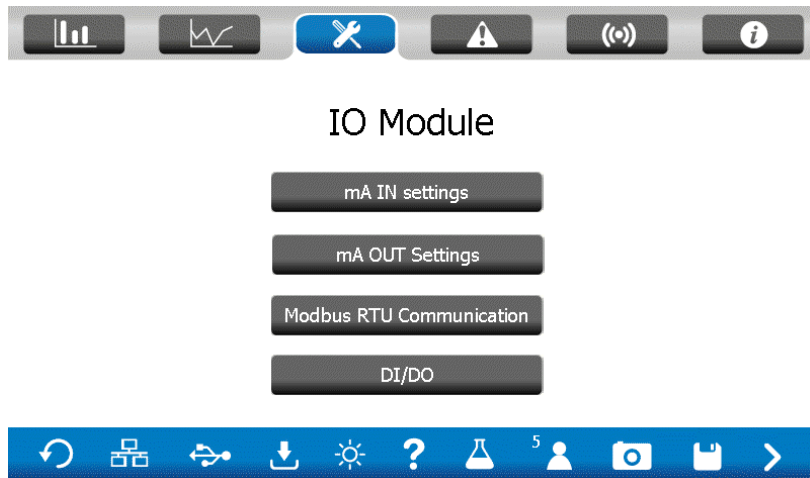 IO Module
mA IN settings
mA OUT Settings
Modbus RTU Communication
DI/DO
5